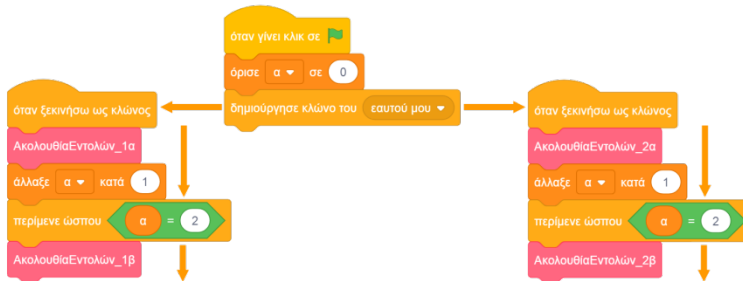 όταν γίνει κλικ σε
όρισε α σε 0
δημιούργησε κλώνο του εαυτού μου
όταν ξεκινήσω ως κλώνος
ΑκολουθίαΕντολών_1α
άλλαξε α κατά 1
περίμενε ώσπου α = 2
ΑκολουθίαΕντολών_1β
όταν ξεκινήσω ως κλώνος
ΑκολουθίαΕντολών_2α
άλλαξε α κατά 1
περίμενε ώσπου α = 2
ΑκολουθίαΕντολών_2β